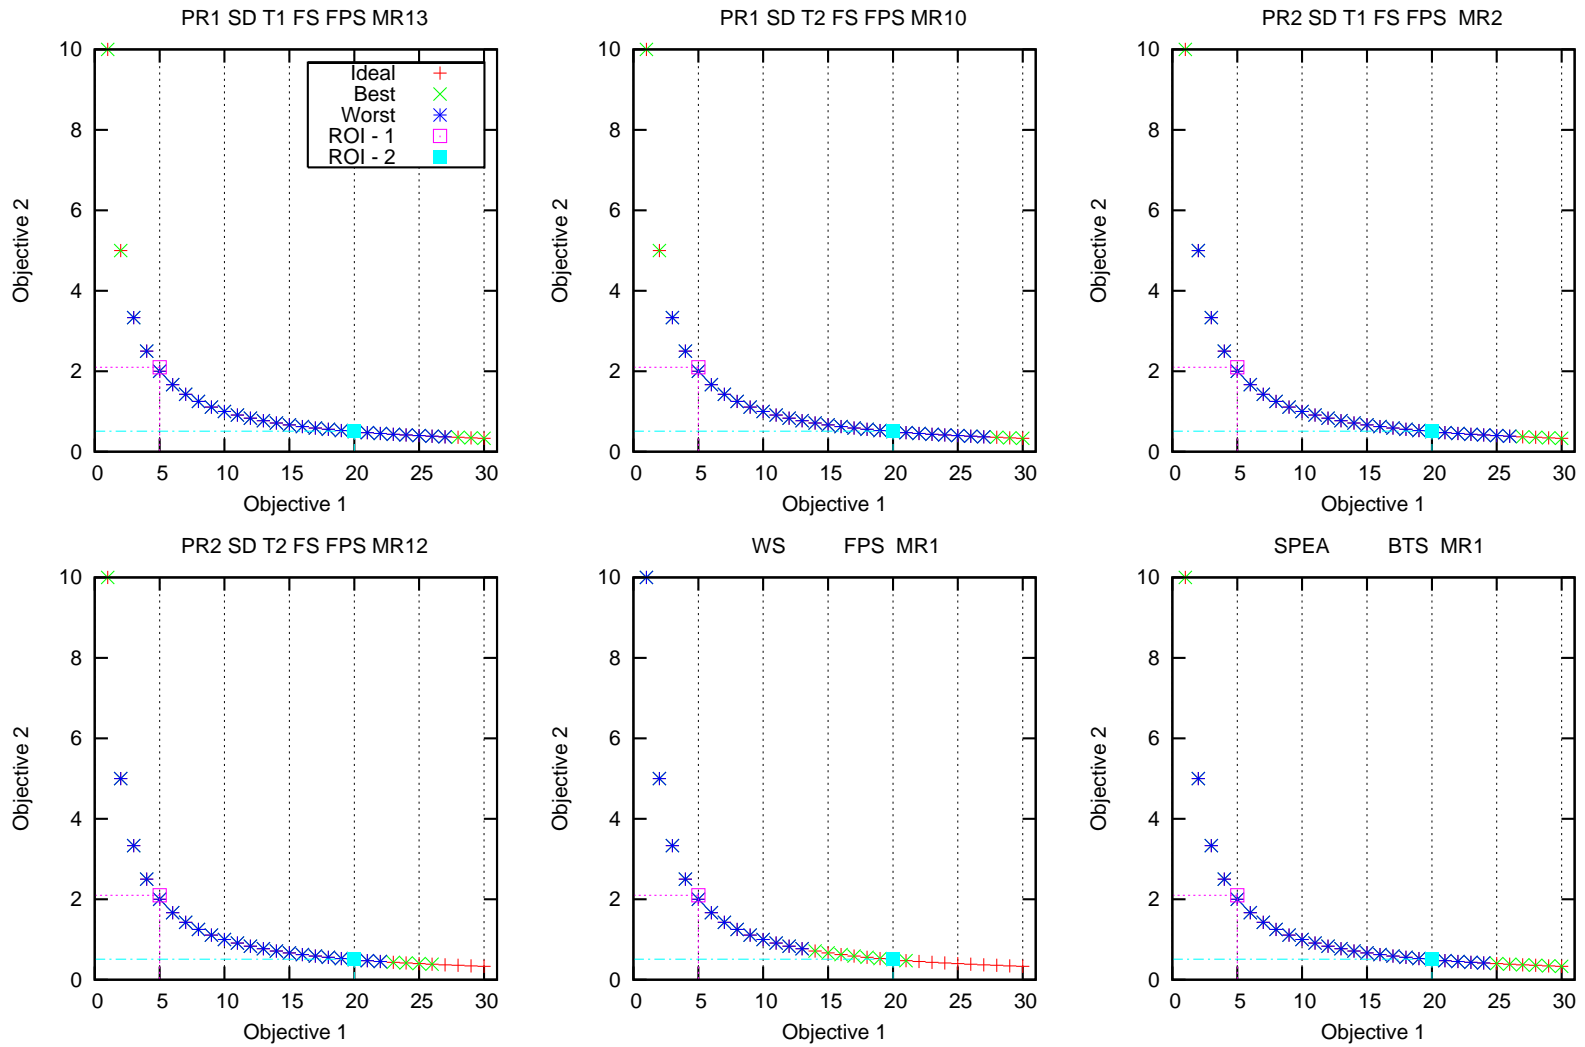 PR1 SD T1 FS FPS MR13
10
8
6
4
2
0
Objective 2
Ideal
Best
Worst
ROI - 1
ROI - 2
0 5 10 15 20 25 30
Objective 1
PR1 SD T2 FS FPS MR10
10
8
6
4
2
0
Objective 2
0 5 10 15 20 25 30
Objective 1
PR2 SD T1 FS FPS MR2
10
8
6
4
2
0
Objective 2
0 5 10 15 20 25 30
Objective 1
PR2 SD T2 FS FPS MR12
10
8
6
4
2
0
Objective 2
0 5 10 15 20 25 30
Objective 1
WS FPS MR1
10
8
6
4
2
0
Objective 2
0 5 10 15 20 25 30
Objective 1
SPEA BTS MR1
10
8
6
4
2
0
Objective 2
0 5 10 15 20 25 30
Objective 1